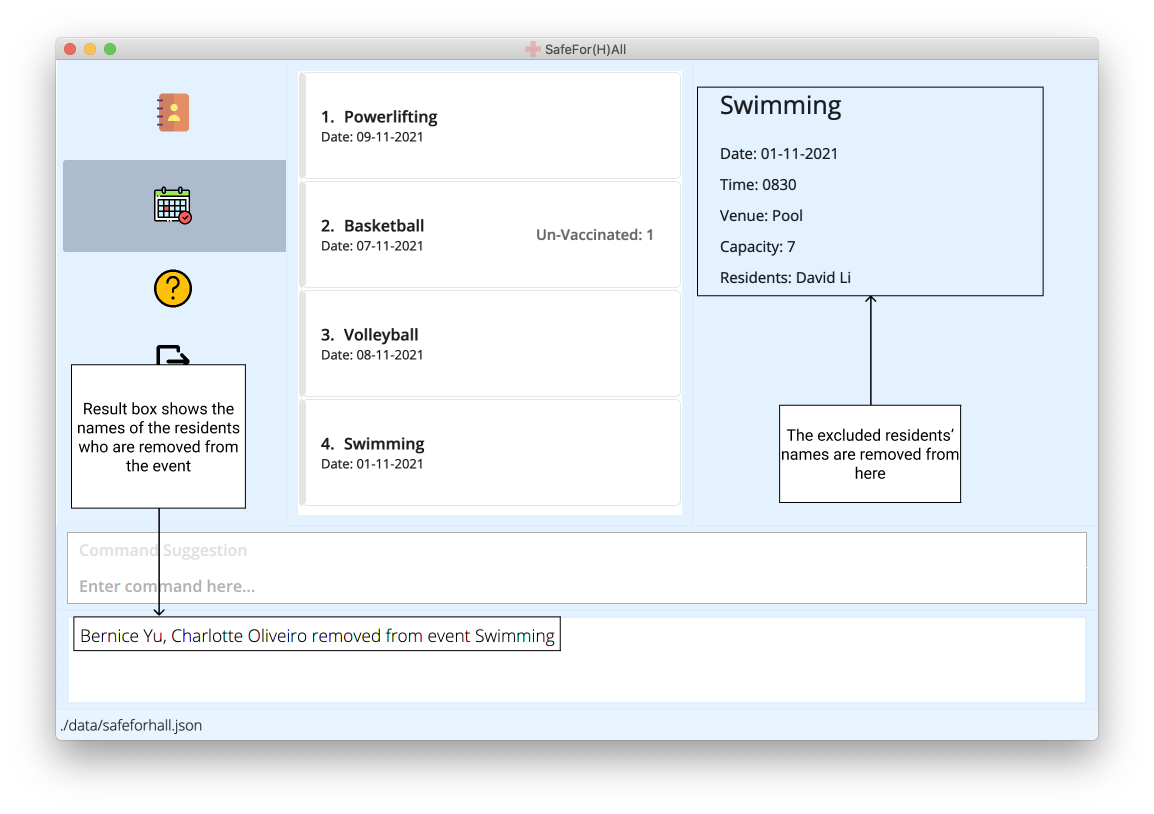 SafeFor(H)All
1. Powerlifting
Date: 09-11-2021
2. Basketball
Date: 07-11-2021
Un-Vaccinated: 1
3. Volleyball
Date: 08-11-2021
4. Swimming
Date: 01-11-2021
Swimming
Date: 01-11-2021
Time: 0830
Venue: Pool
Capacity: 7
Residents: David Li
Result box shows the
names of the residents
who are removed from
the event
The excluded residents’
names are removed from
here
Command Suggestion
Enter command here...
Bernice Yu, Charlotte Oliveiro removed from event Swimming
./data/safeforhall.json